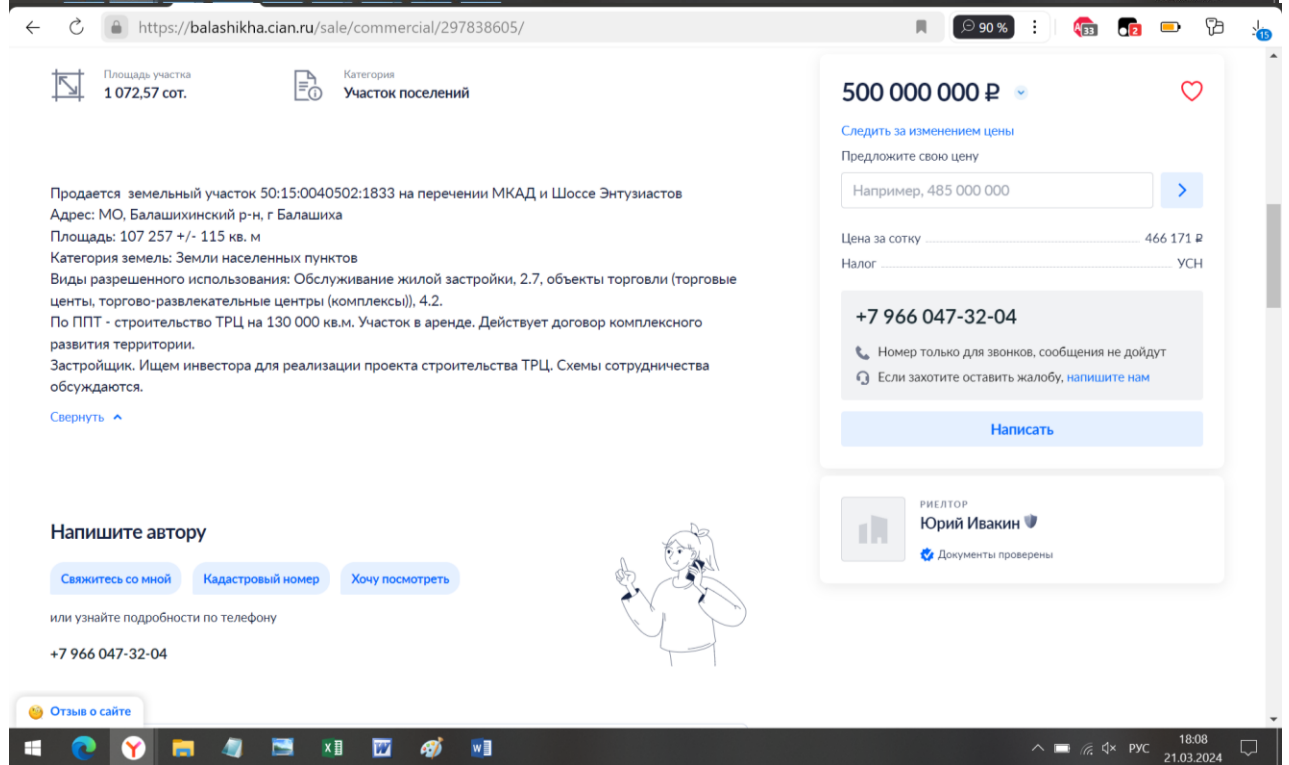 https://balashikha.cian.ru/sale/commercial/297838605/
90 %
33
2
15
Площадь участка
1 072,57 сот.
Категория
Участок поселений
Продается земельный участок 50:15:0040502:1833 на перечении МКАД и Шоссе Энтузиастов
Адрес: МО, Балашихинский р-н, г Балашиха
Площадь: 107 257 +/- 115 кв. м
Категория земель: Земли населенных пунктов
Виды разрешенного использования: Обслуживание жилой застройки, 2.7, объекты торговли (торговые
центы, торгово-развлекательные центры (комплексы)), 4.2.
По ППТ - строительство ТРЦ на 130 000 кв.м. Участок в аренде. Действует договор комплексного
развития территории.
Застройщик. Ищем инвестора для реализации проекта строительства ТРЦ. Схемы сотрудничества
обсуждаются.
Свернуть
Напишите автору
Свяжитесь со мной
Кадастровый номер
Хочу посмотреть
или узнайте подробности по телефону
+7 966 047-32-04
500 000 000 ₽
Следить за изменением цены
Предложите свою цену
Например, 485 000 000
Цена за сотку 466 171 ₽
Налог УСН
+7 966 047-32-04
Номер только для звонков, сообщения не дойдут
Если захотите оставить жалобу, напишите нам
Написать
РИЕЛТОР
Юрий Ивакин
Документы проверены
Отзыв о сайте
РУС
18:08
21.03.2024